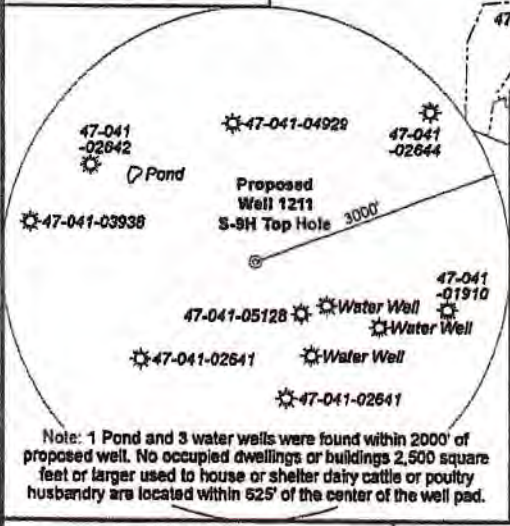 47
47-041-04929
47-041
-02644
47-041
-02642
Pond
Proposed
Well 1211
S-9H Top Hole
3000'
47-041-03938
47-041
-01910
47-041-05128
Water Well
Water Well
47-041-02641
Water Well
47-041-02641
Note: 1 Pond and 3 water wells were found within 2000' of
proposed well. No occupied dwellings or buildings 2,500 square
feet or larger used to house or shelter dairy cattle or poultry
husbandry are located within 625' of the center of the well pad.